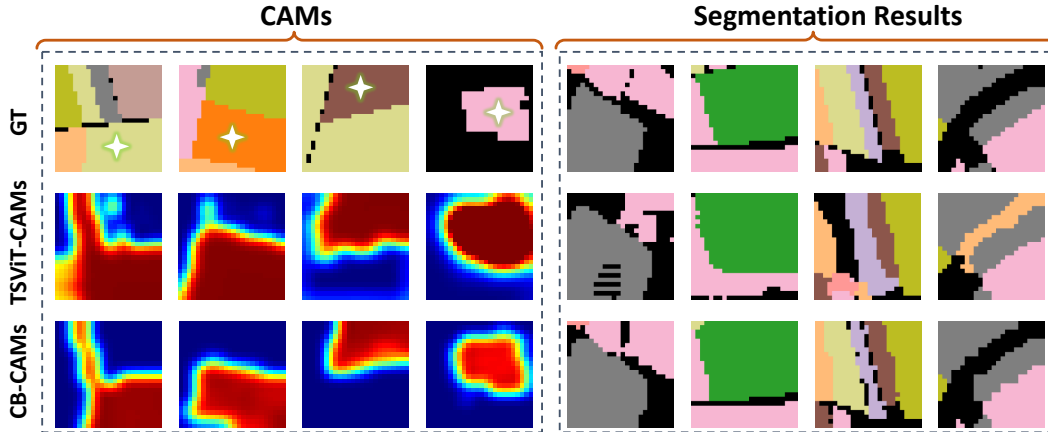 CAMs
Segmentation Results
GT
TSViT-CAMs
CB-CAMs